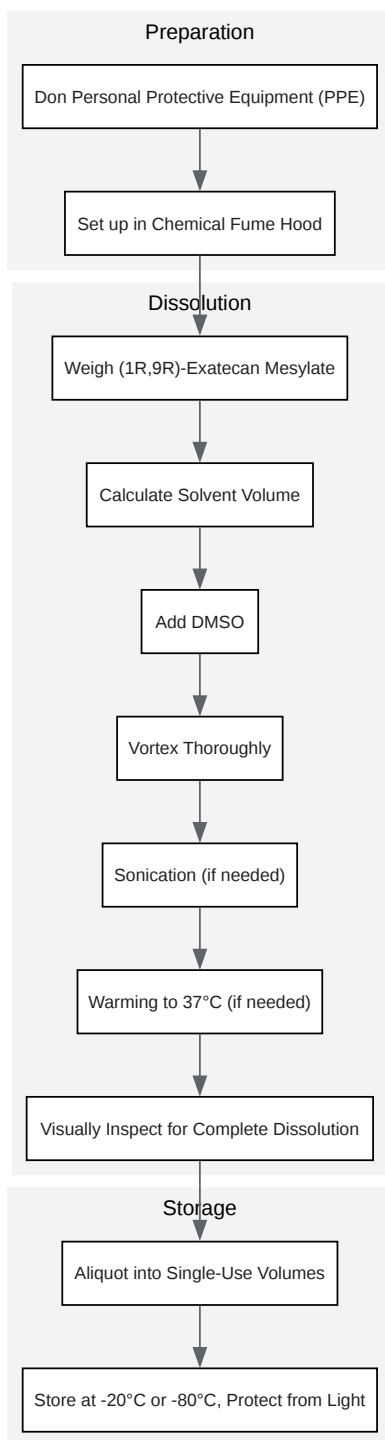 Preparation
Don Personal Protective Equipment (PPE)
Set up in Chemical Fume Hood
Dissolution
Weigh (1R,9R)-Exatecan Mesylate
Calculate Solvent Volume
Add DMSO
Vortex Thoroughly
Sonication (if needed)
Warming to 37°C (if needed)
Visually Inspect for Complete Dissolution
Storage
Aliquot into Single-Use Volumes
Store at -20°C or -80°C, Protect from Light